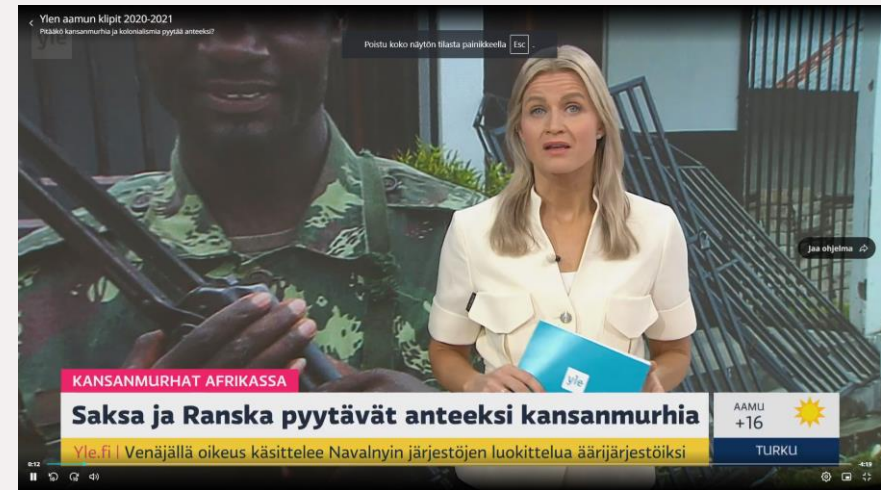 Ylen aamun klipit 2020-2021
Pitääkö kansanmurhia ja kolonialismia pyytää anteeksi?
yle
Poistu koko näytön tilasta painikkeella Esc .
Jaa ohjelma
yle
KANSANMURHAT AFRIKASSA
Saksa ja Ranska pyytävät anteeksi kansanmurhia
AAMU
+16
Yle.fi | Venäjällä oikeus käsittelee Navalnyin järjestöjen luokittelua äärijärjestöiksi
TURKU
0:12
-4:19